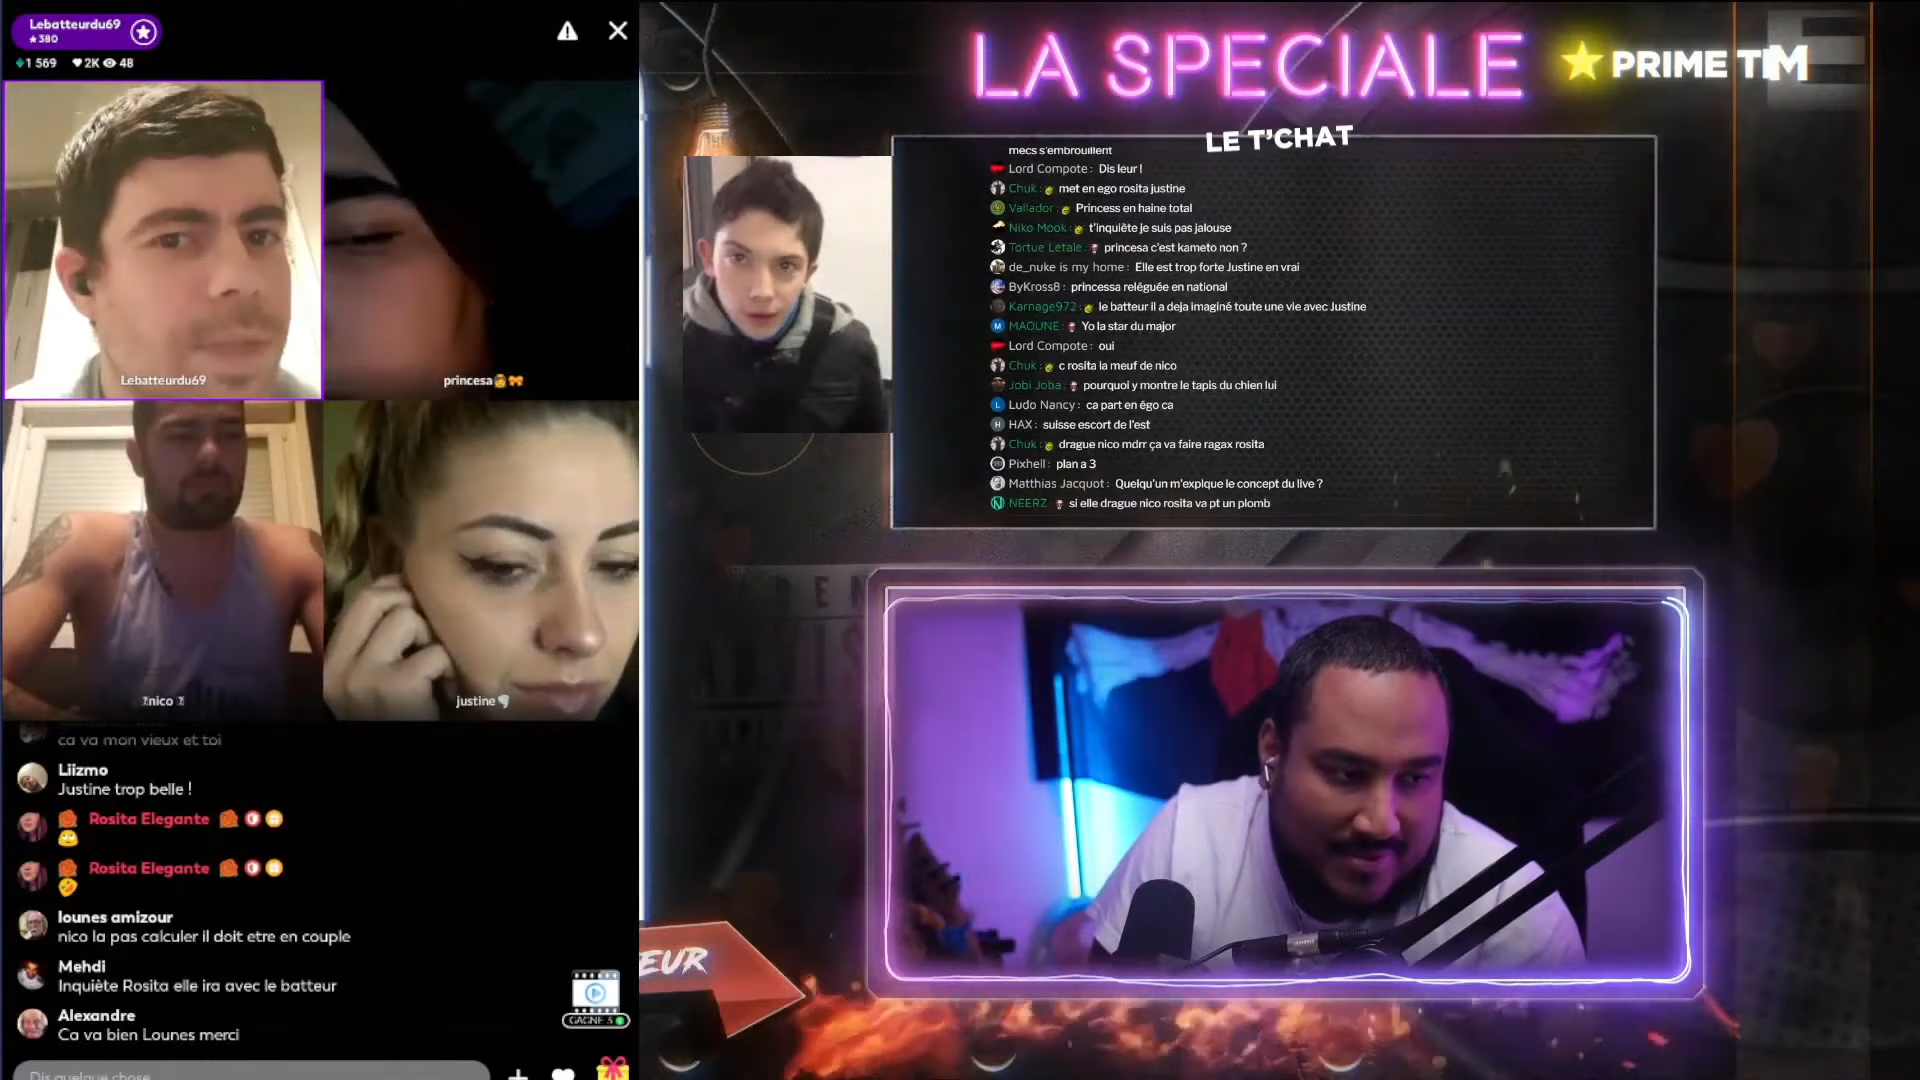 Lebatteurdu69
★380
1 569 2K 48
Lebatteurdu69
princesa
nico
justine
ca va mon vieux et toi
Liizmo
Justine trop belle !
Rosita Elegante
Rosita Elegante
lounes amizour
nico la pas calculer il doit etre en couple
Mehdi
Inquiète Rosita elle ira avec le batteur
Alexandre
Ca va bien Lounes merci
GAGNE 5
Dis quelque chose
LA SPECIALE
PRIME TIM
LE T'CHAT
mecs s'embrouillent
Lord Compote : Dis leur !
Chuk : met en ego rosita justine
Vallador : Princess en haine total
Niko Mook : t'inquiète je suis pas jalouse
Tortue Létale : princesa c'est kameto non ?
de_nuke is my home : Elle est trop forte Justine en vrai
ByKross8 : princessa reléguée en national
Karnage972 : le batteur il a deja imaginé toute une vie avec Justine
MAOUNE : Yo la star du major
Lord Compote : oui
Chuk : c rosita la meuf de nico
Jobi Joba : pourquoi y montre le tapis du chien lui
Ludo Nancy : ca part en égo ca
HAX : suisse escort de l'est
Chuk : drague nico mdrr ça va faire ragax rosita
Pixhell : plan a 3
Matthias Jacquot : Quelqu'un m'explque le concept du live ?
NEERZ si elle drague nico rosita va pt un plomb
EUR